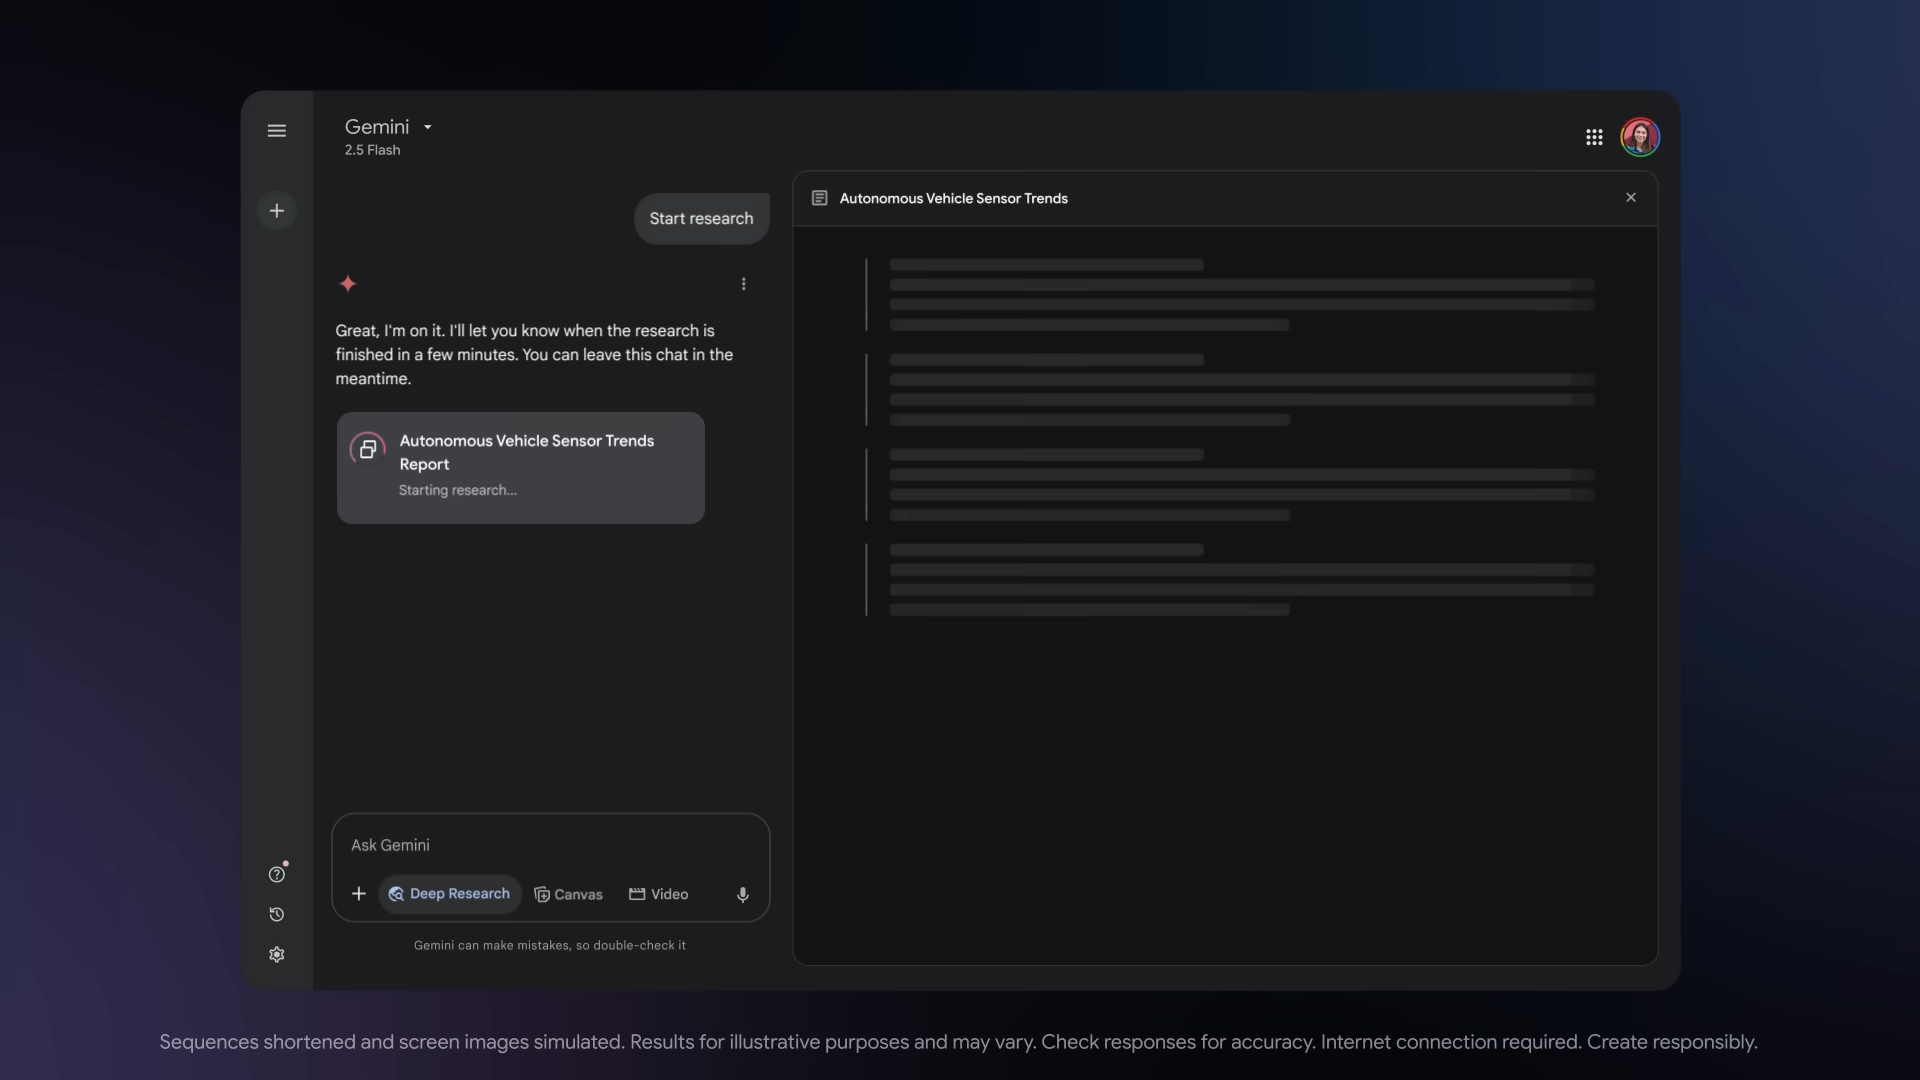 Gemini
2.5 Flash
Start research
Great, I'm on it. I'll let you know when the research is
finished in a few minutes. You can leave this chat in the
meantime.
Autonomous Vehicle Sensor Trends
Report
Starting research...
Ask Gemini
Deep Research
Canvas
Video
Gemini can make mistakes, so double-check it
Autonomous Vehicle Sensor Trends
Sequences shortened and screen images simulated. Results for illustrative purposes and may vary. Check responses for accuracy. Internet connection required. Create responsibly.